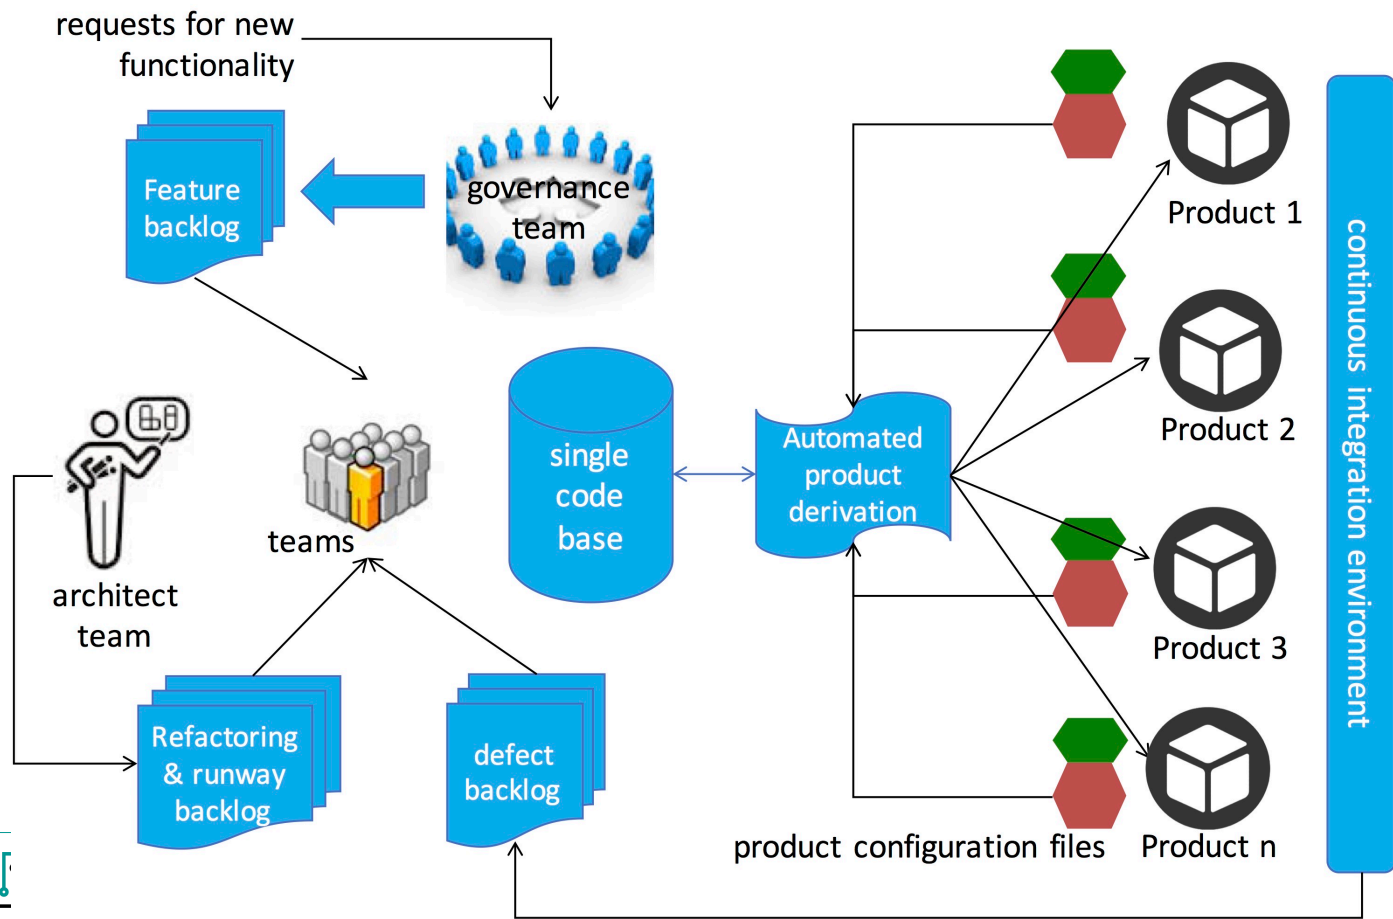 requests for new
functionality
Feature
backlog
governance
team
architect
team
teams
single
code
base
Automated
product
derivation
Refactoring
& runway
backlog
defect
backlog
Product 1
Product 2
Product 3
Product n
product configuration files
continuous integration environment